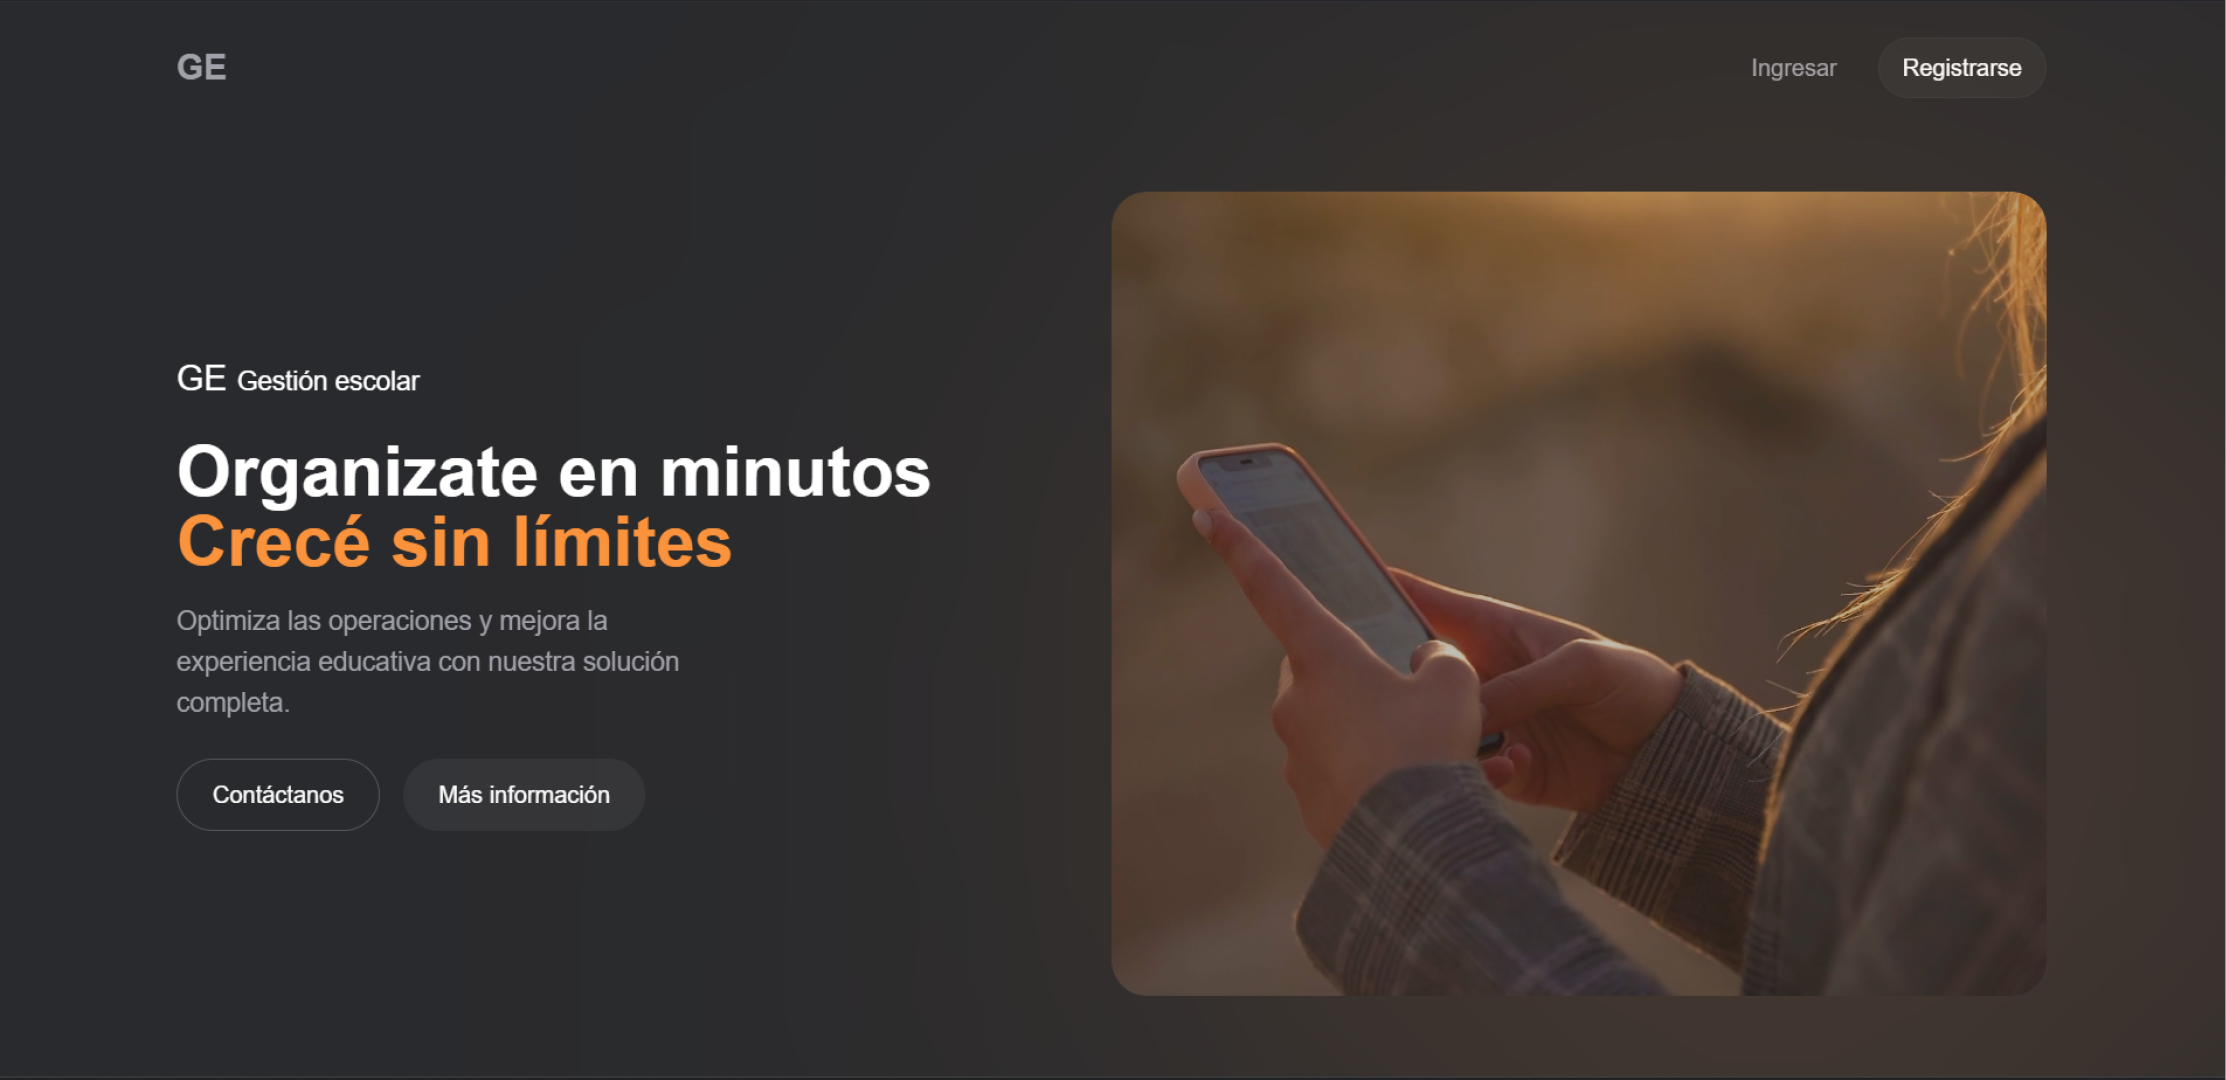 GE
Ingresar
Registrarse
GE Gestión escolar
Organizate en minutos
Crecé sin límites
Optimiza las operaciones y mejora la
experiencia educativa con nuestra solución
completa.
Contáctanos
Más información